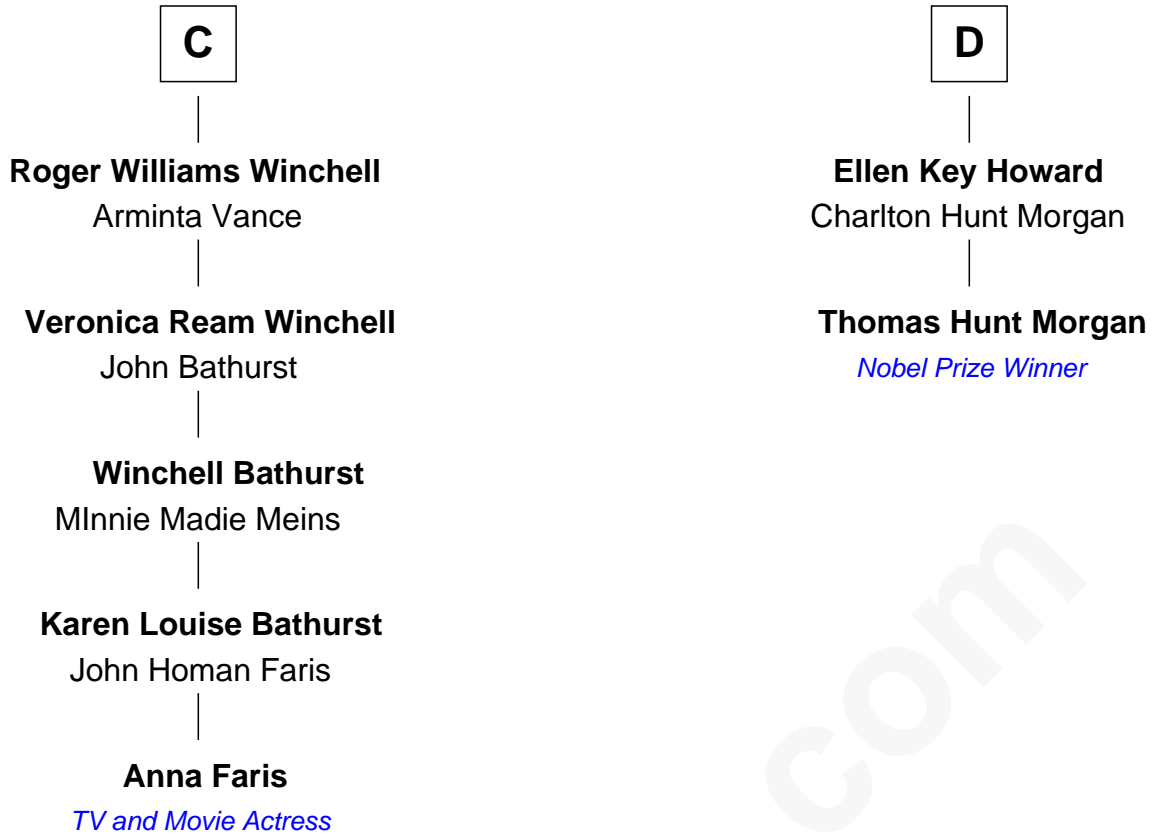 C
Roger Williams Winchell
Arminta Vance
Veronica Ream Winchell
John Bathurst
Winchell Bathurst
MInnie Madie Meins
Karen Louise Bathurst
John Homan Faris
Anna Faris
TV and Movie Actress
D
Ellen Key Howard
Charlton Hunt Morgan
Thomas Hunt Morgan
Nobel Prize Winner
com